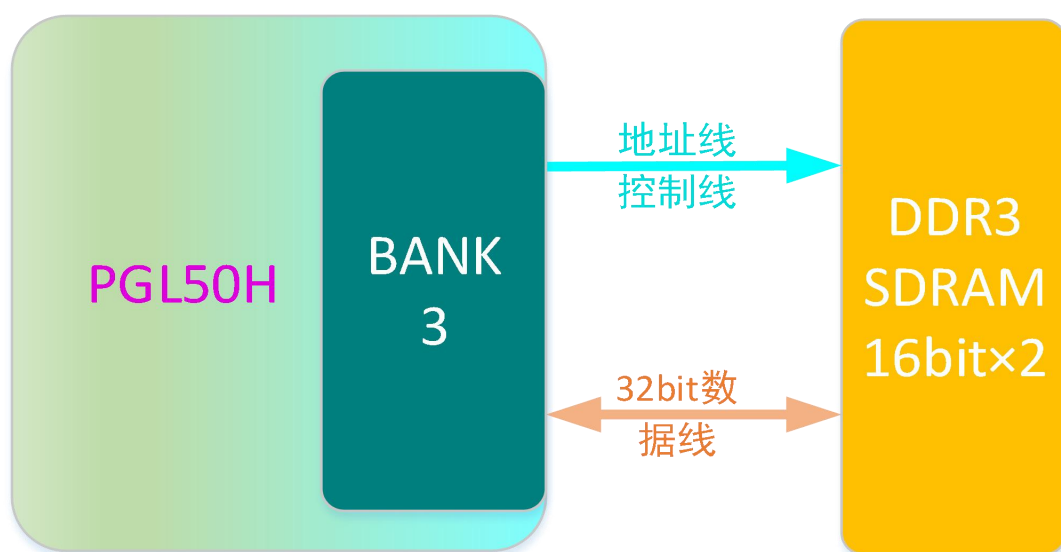 PGL50H
BANK
3
地址线
控制线
32bit数
据线
DDR3
SDRAM
16bit×2